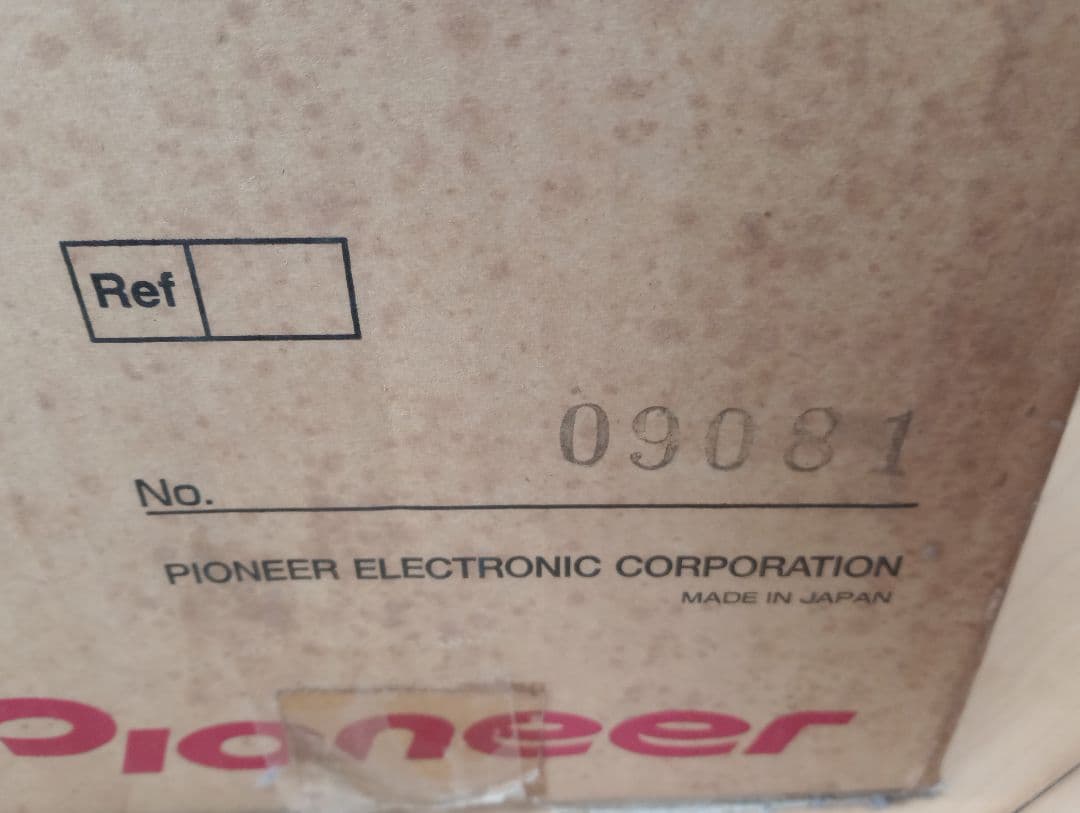 Ref
09081
No.
PIONEER ELECTRONIC CORPORATION
MADE IN JAPAN
Pioneer